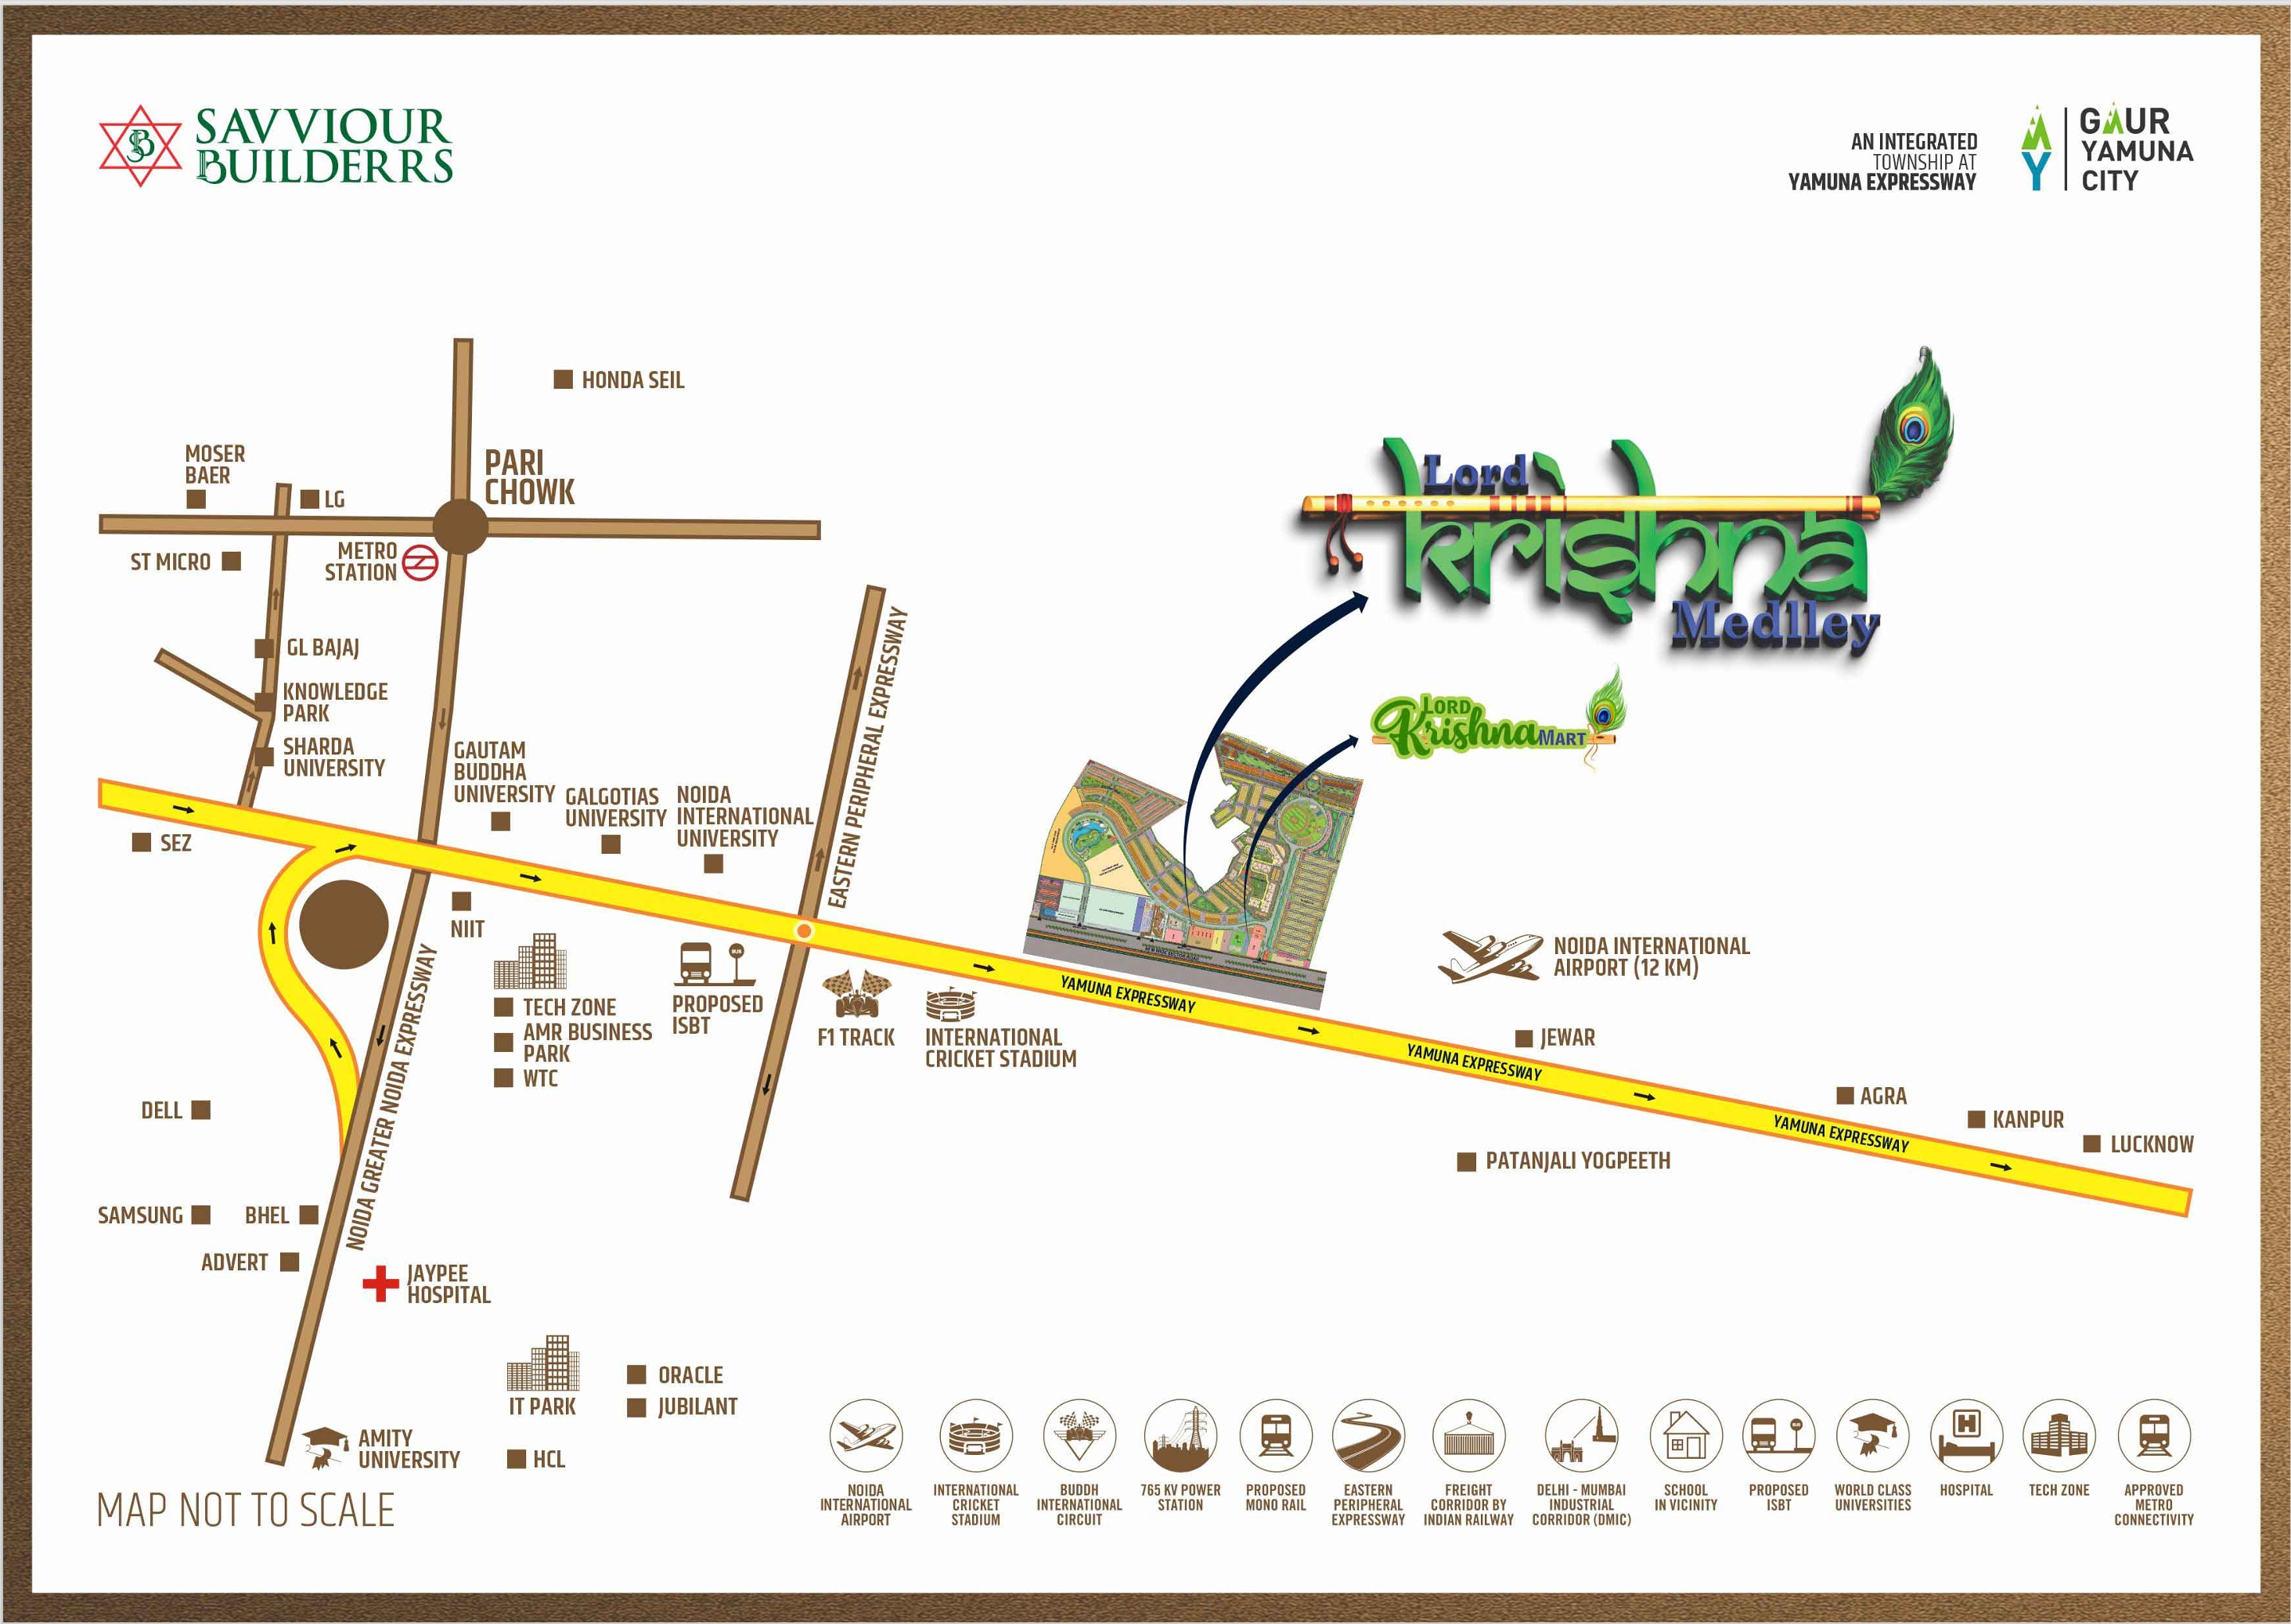 SAVVIOUR
BUILDERRS
AN INTEGRATED
TOWNSHIP AT
YAMUNA EXPRESSWAY
GAUR
YAMUNA
CITY
HONDA SEIL
MOSER
BAER
LG
PARI
CHOWK
ST MICRO
METRO
STATION
GL BAJAJ
KNOWLEDGE
PARK
SHARDA
UNIVERSITY
Lord
krishna
Medlley
LORD
Krishna MART
EASTERN PERIPHERAL EXPRESSWAY
GAUTAM
BUDDHA
UNIVERSITY
GALGOTIAS
UNIVERSITY
NOIDA
INTERNATIONAL
UNIVERSITY
SEZ
NIIT
NOIDA GREATER NOIDA EXPRESSWAY
TECH ZONE
AMR BUSINESS
PARK
WTC
BUS
PROPOSED
ISBT
F1 TRACK
INTERNATIONAL
CRICKET STADIUM
YAMUNA EXPRESSWAY
NOIDA INTERNATIONAL
AIRPORT (12 KM)
JEWAR
YAMUNA EXPRESSWAY
AGRA
KANPUR
LUCKNOW
YAMUNA EXPRESSWAY
PATANJALI YOGPEETH
DELL
SAMSUNG
BHEL
ADVERT
JAYPEE
HOSPITAL
IT PARK
ORACLE
JUBILANT
HCL
AMITY
UNIVERSITY
MAP NOT TO SCALE
NOIDA
INTERNATIONAL
AIRPORT
INTERNATIONAL
CRICKET
STADIUM
BUDDH
INTERNATIONAL
CIRCUIT
765 KV POWER
STATION
PROPOSED
MONO RAIL
EASTERN
PERIPHERAL
EXPRESSWAY
FREIGHT
CORRIDOR BY
INDIAN RAILWAY
DELHI - MUMBAI
INDUSTRIAL
CORRIDOR (DMIC)
SCHOOL
IN VICINITY
PROPOSED
ISBT
WORLD CLASS
UNIVERSITIES
H
HOSPITAL
TECH ZONE
APPROVED
METRO
CONNECTIVITY